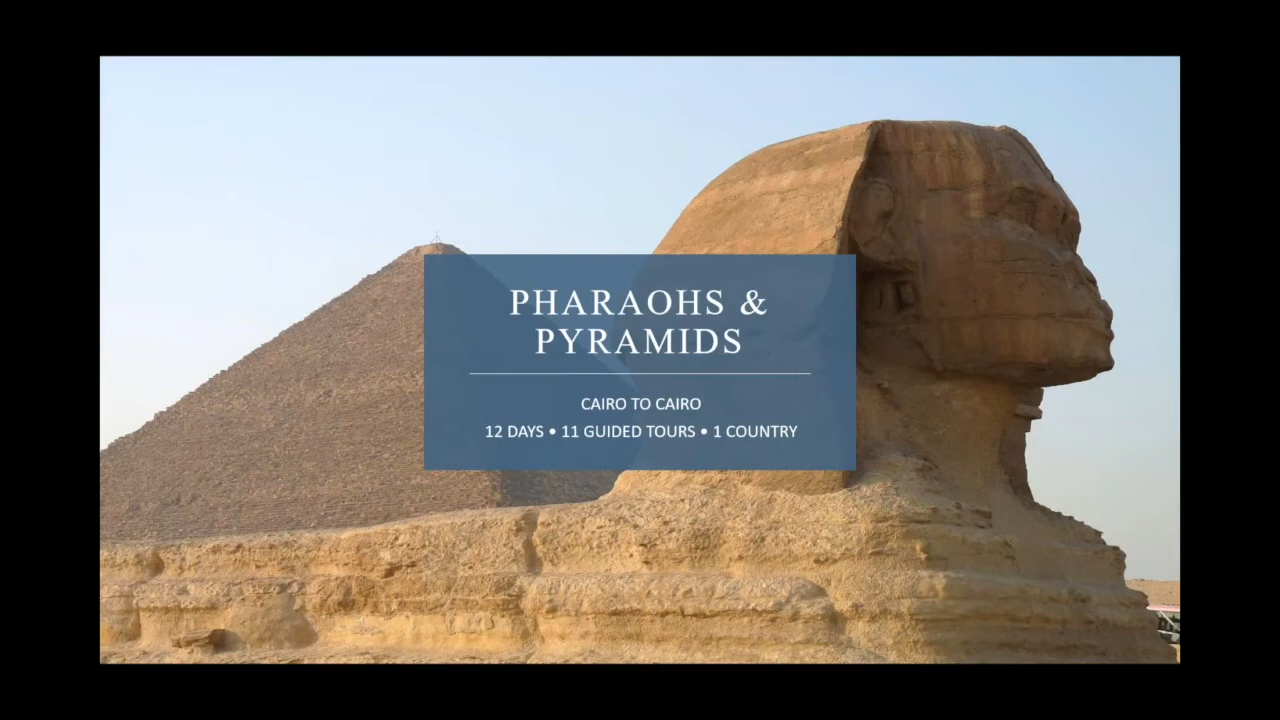 PHARAOHS &
PYRAMIDS
CAIRO TO CAIRO
12 DAYS • 11 GUIDED TOURS • 1 COUNTRY